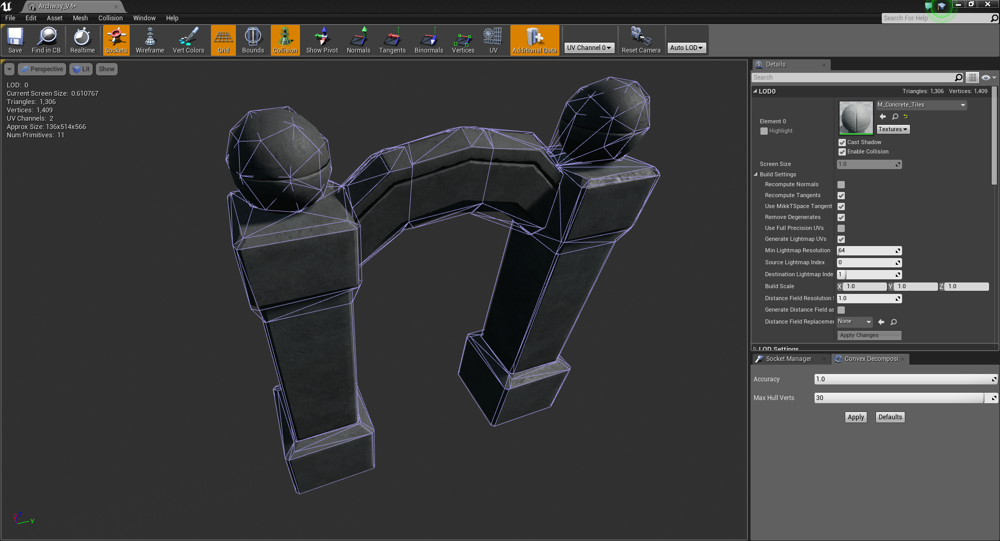 Archway_V4*
File Edit Asset Mesh Collision Window Help
Search For Help
Save Find in CB Realtime Sockets Wireframe Vert Colors Grid Bounds Collision Show Pivot Normals Tangents Binormals Vertices UV Additional Data UV Channel 0 Reset Camera Auto LOD
Perspective Lit Show
LOD: 0
Current Screen Size: 0.610767
Triangles: 1,306
Vertices: 1,409
UV Channels: 2
Approx Size: 136x514x566
Num Primitives: 11
Z
Y
Details
Search
LOD0 Triangles: 1,306 Vertices: 1,409
Element 0
Highlight
M_Concrete_Tiles
Textures
Cast Shadow
Enable Collision
Screen Size 1.0
Build Settings
Recompute Normals
Recompute Tangents
Use MikkTSpace Tangent
Remove Degenerates
Use Full Precision UVs
Generate Lightmap UVs
Min Lightmap Resolution 64
Source Lightmap Index 0
Destination Lightmap Inde 1
Build Scale X 1.0 Y 1.0 Z 1.0
Distance Field Resolution 1.0
Generate Distance Field as
Distance Field Replacemer None
Apply Changes
LOD Settings
Socket Manager Convex Decomposi
Accuracy 1.0
Max Hull Verts 30
Apply Defaults